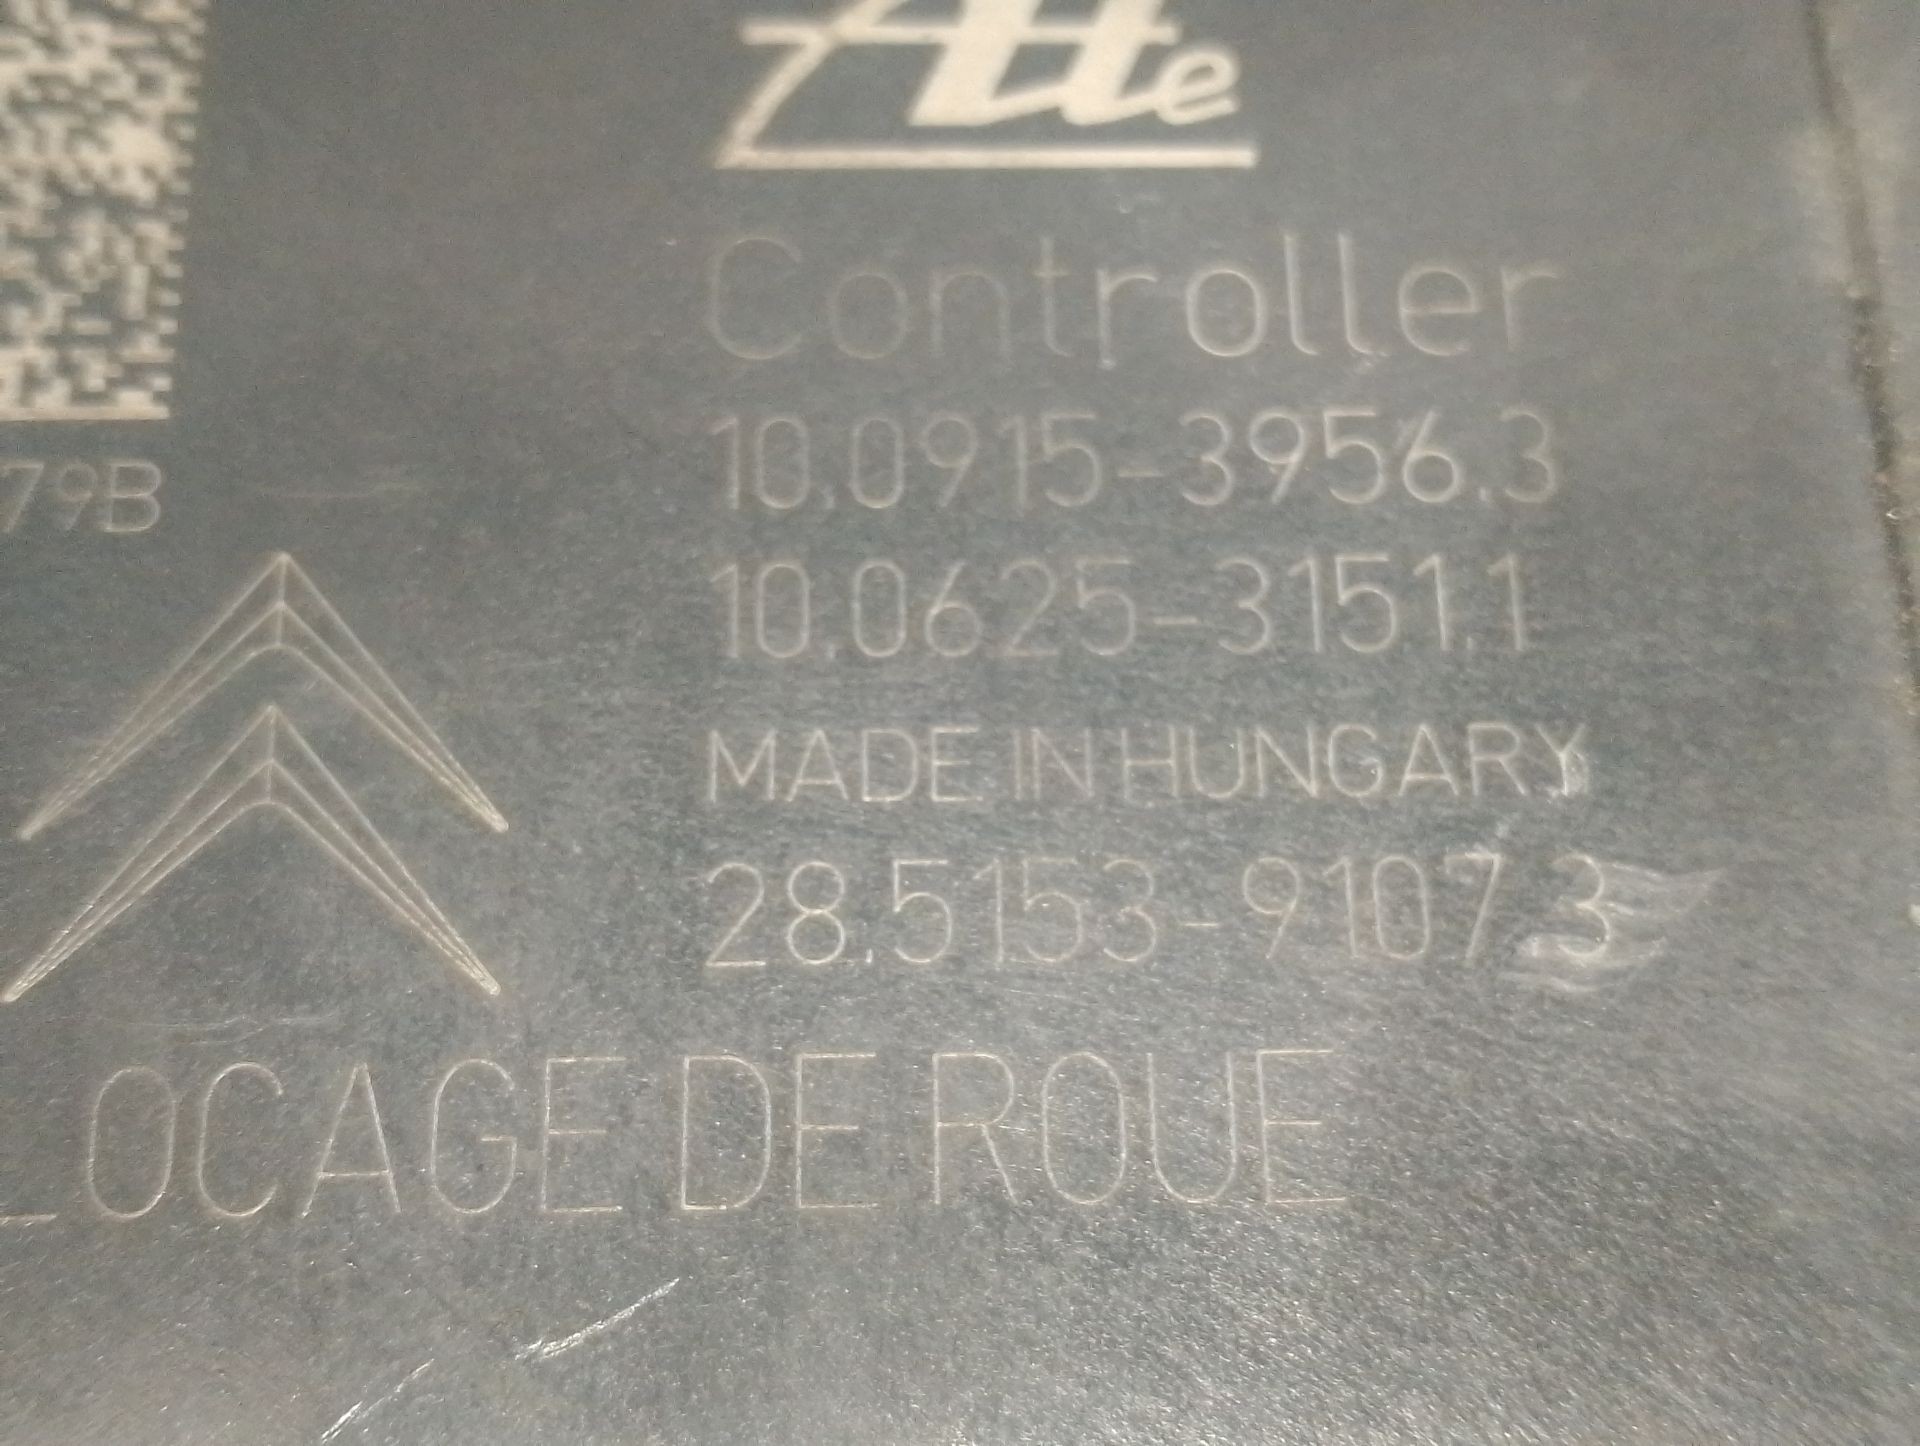 Ate
Controller
10.0915-3956.3
79B
10.0625-3151.1
MADE IN HUNGARY
28.5153-9107.3
LOCAGE DE ROUE